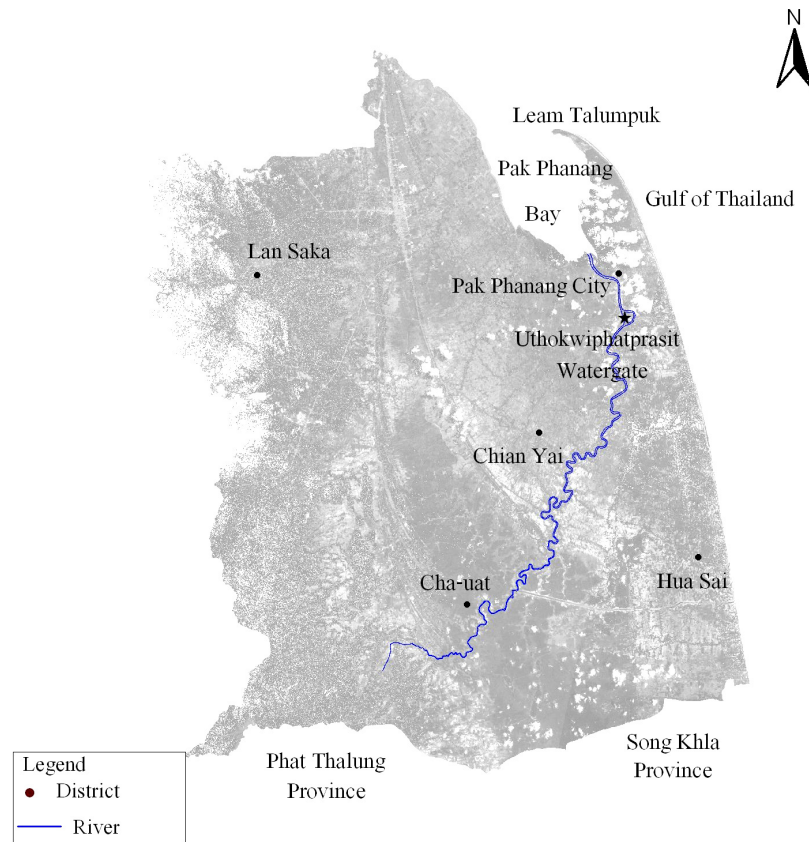 N
Leam Talumpuk
Pak Phanang
Bay
Gulf of Thailand
Lan Saka
Pak Phanang City
Uthokwiphatprasit
Watergate
Chian Yai
Cha-uat
Hua Sai
Song Khla
Province
Phat Thalung
Province
Legend
District
River